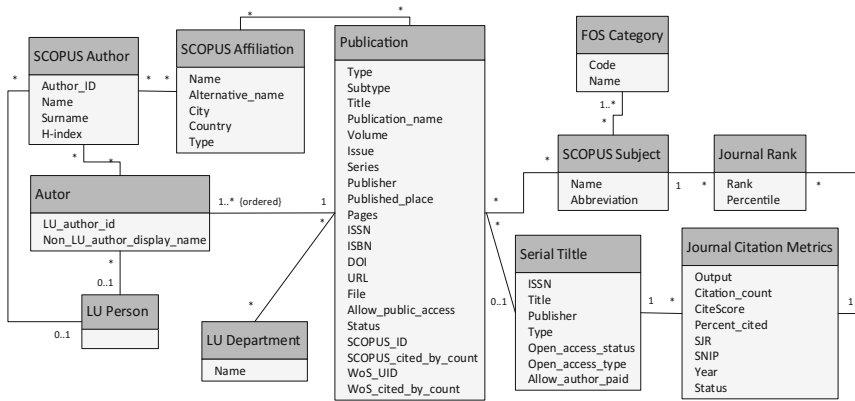 SCOPUS Author
Author_ID
Name
Surname
H-index
SCOPUS Affiliation
Name
Alternative_name
City
Country
Type
Publication
Type
Subtype
Title
Publication_name
Volume
Issue
Series
Publisher
Published_place
Pages
ISSN
ISBN
DOI
URL
File
Allow_public_access
Status
SCOPUS_ID
SCOPUS_cited_by_count
WoS_UID
WoS_cited_by_count
FOS Category
Code
Name
SCOPUS Subject
Name
Abbreviation
Journal Rank
Rank
Percentile
Autor
LU_author_id
Non_LU_author_display_name
LU Person
LU Department
Name
Serial Tiltle
ISSN
Title
Publisher
Type
Open_access_status
Open_access_type
Allow_author_paid
Journal Citation Metrics
Output
Citation_count
CiteScore
Percent_cited
SJR
SNIP
Year
Status
* *
* * * *
* *
1..* {ordered} 1
* *
* 0..1
0..1
1..* *
* *
1 *
* 1
* 0..1
1 *